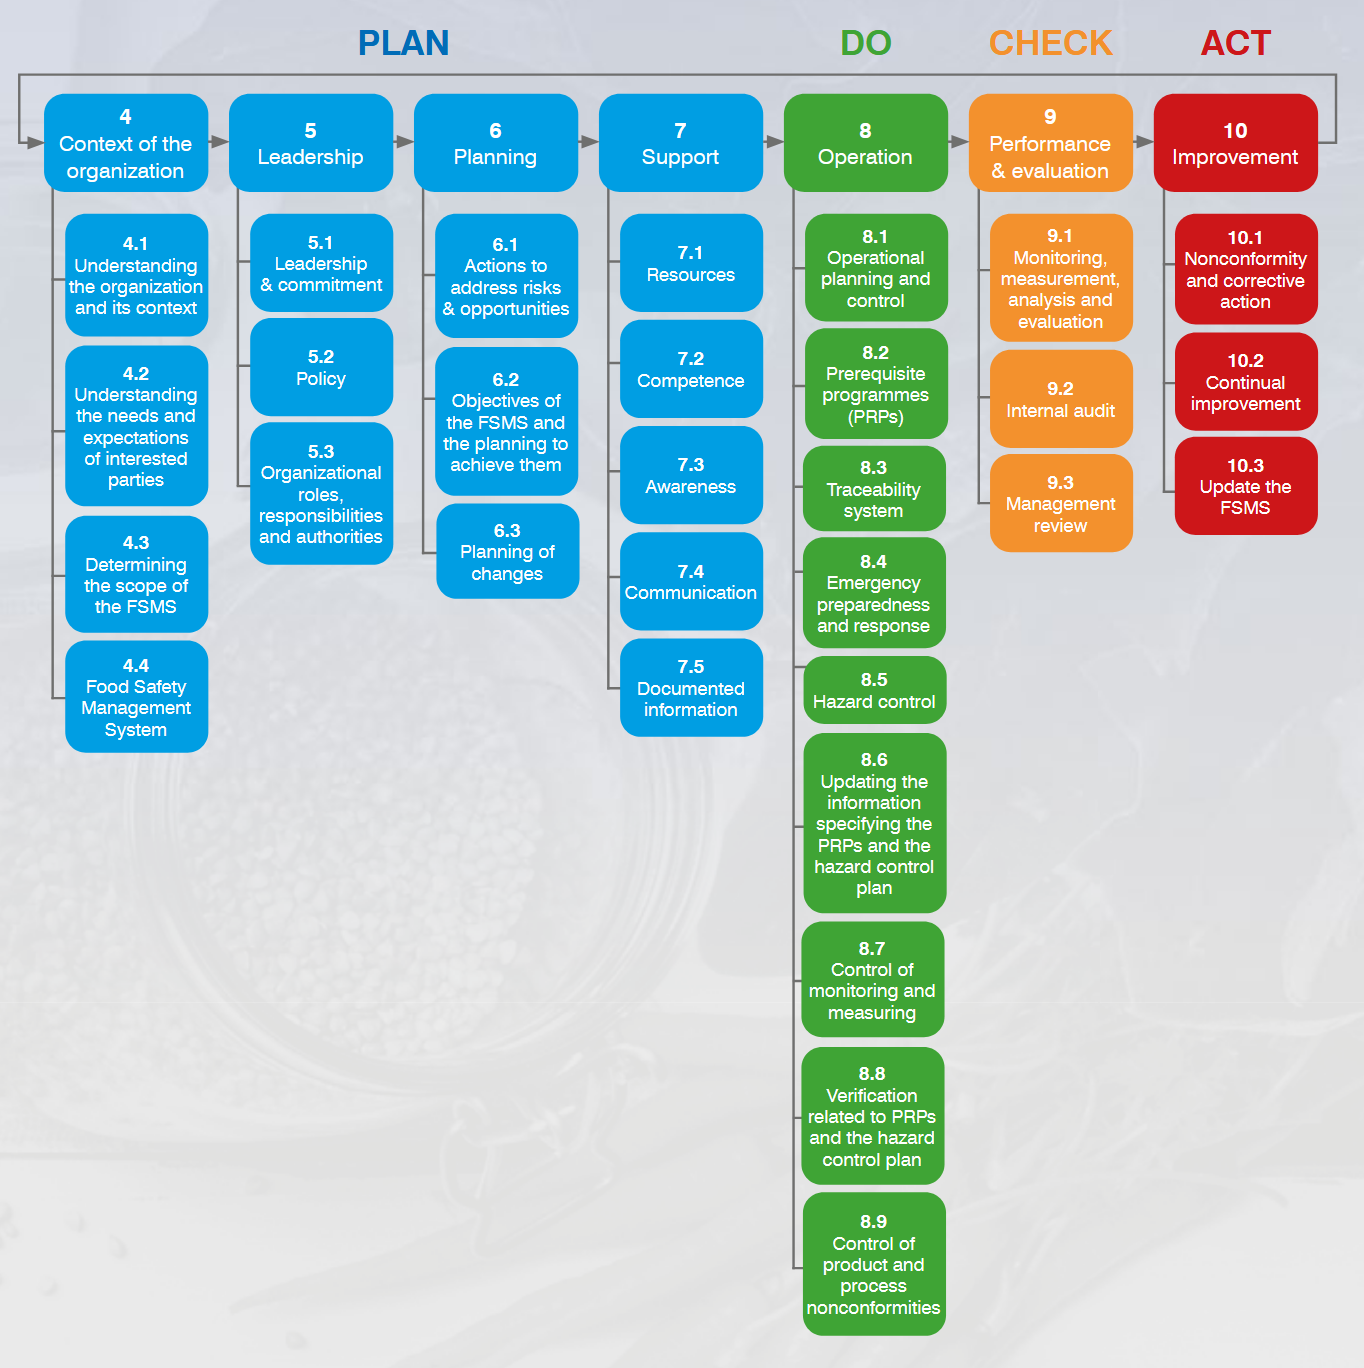 PLAN
DO
CHECK
ACT
4
Context of the
organization
5
Leadership
6
Planning
7
Support
8
Operation
9
Performance
& evaluation
10
Improvement
4.1
Understanding
the organization
and its context
4.2
Understanding
the needs and
expectations
of interested
parties
4.3
Determining
the scope of
the FSMS
4.4
Food Safety
Management
System
5.1
Leadership
& commitment
5.2
Policy
5.3
Organizational
roles,
responsibilities
and authorities
6.1
Actions to
address risks
& opportunities
6.2
Objectives of
the FSMS and
the planning to
achieve them
6.3
Planning of
changes
7.1
Resources
7.2
Competence
7.3
Awareness
7.4
Communication
7.5
Documented
information
8.1
Operational
planning and
control
8.2
Prerequisite
programmes
(PRPs)
8.3
Traceability
system
8.4
Emergency
preparedness
and response
8.5
Hazard control
8.6
Updating the
information
specifying the
PRPs and the
hazard control
plan
8.7
Control of
monitoring and
measuring
8.8
Verification
related to PRPs
and the hazard
control plan
8.9
Control of
product and
process
nonconformities
9.1
Monitoring,
measurement,
analysis and
evaluation
9.2
Internal audit
9.3
Management
review
10.1
Nonconformity
and corrective
action
10.2
Continual
improvement
10.3
Update the
FSMS